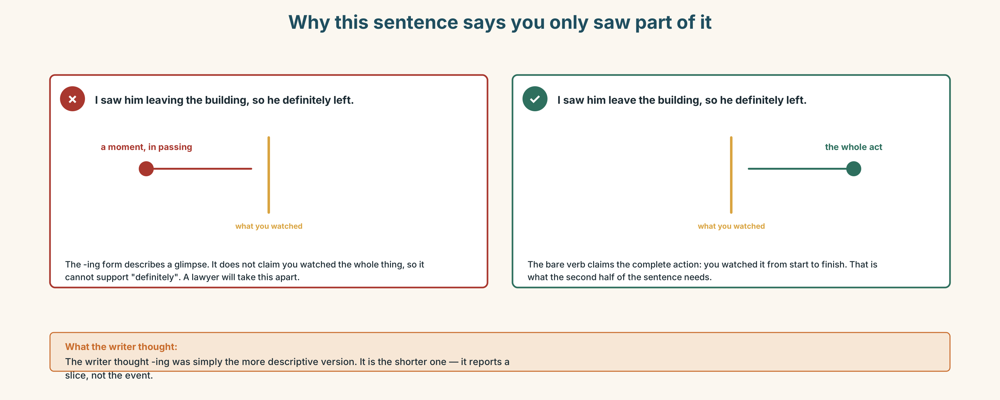 Why this sentence says you only saw part of it
I saw him leaving the building, so he definitely left.
a moment, in passing
what you watched
The -ing form describes a glimpse. It does not claim you watched the whole thing, so it
cannot support "definitely". A lawyer will take this apart.
I saw him leave the building, so he definitely left.
the whole act
what you watched
The bare verb claims the complete action: you watched it from start to finish. That is
what the second half of the sentence needs.
What the writer thought:
The writer thought -ing was simply the more descriptive version. It is the shorter one — it reports a
slice, not the event.